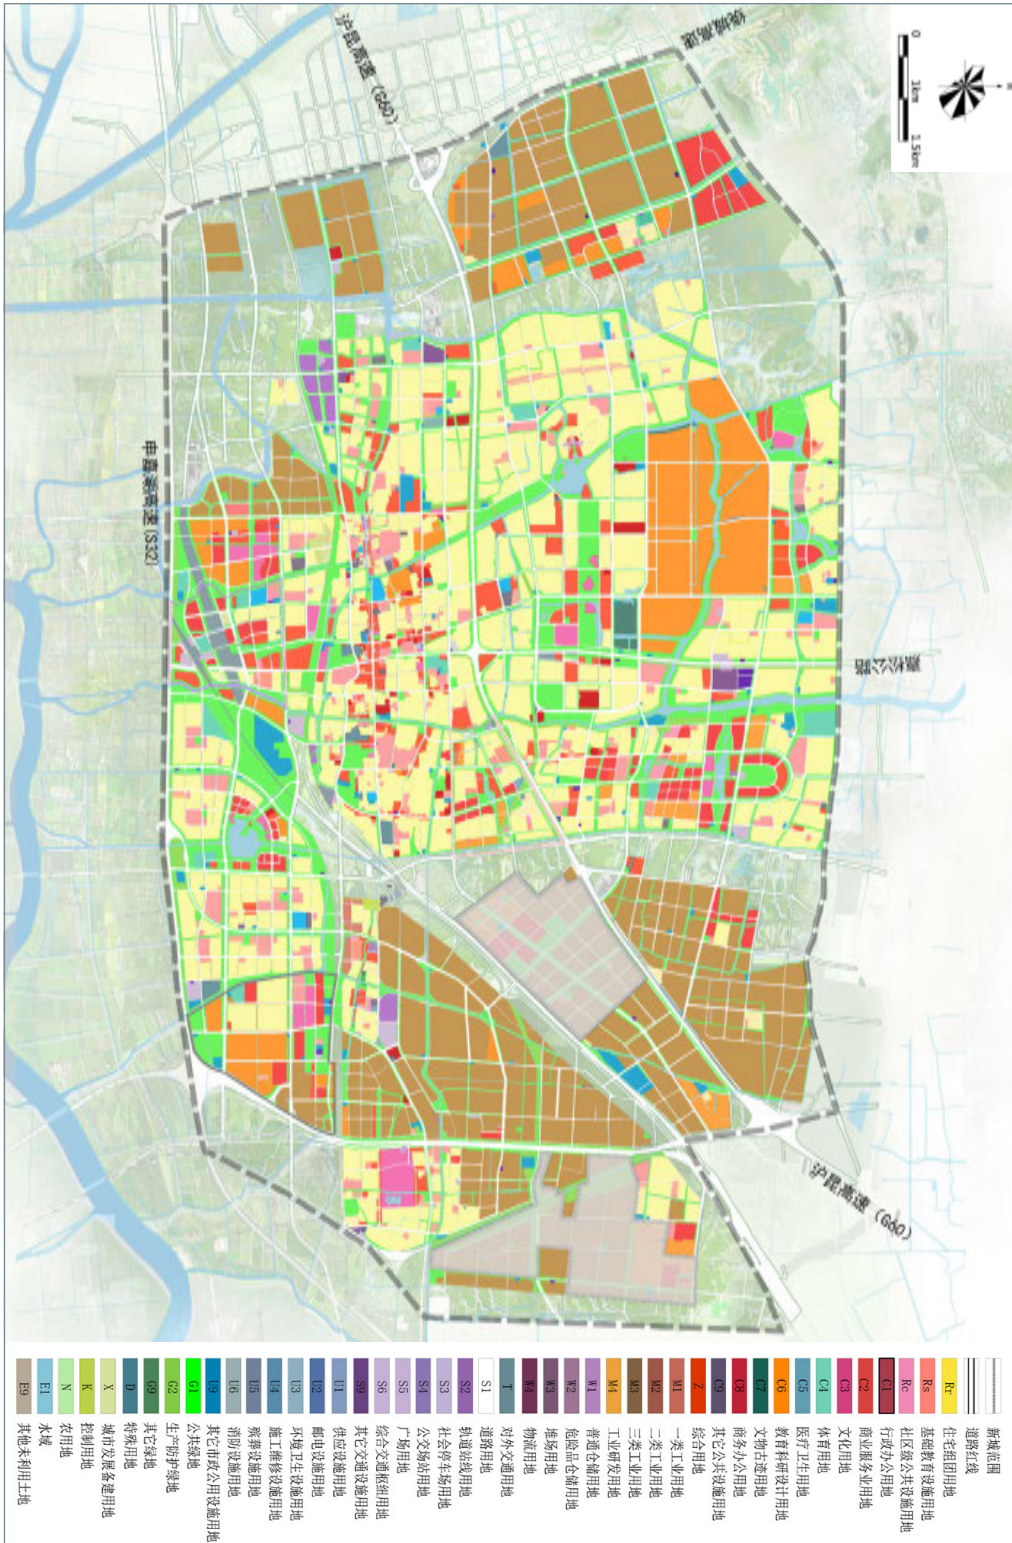 沪昆高速（G60）
绕城高速
0
1km
1.5km
申嘉湖高速(S32)
嘉松公路
沪昆高速（G60）
新城范围
道路红线
Rr 住宅组团用地
Rs 基础教育设施用地
Rc 社区级公共设施用地
C1 行政办公用地
C2 商业服务业用地
C3 文化用地
C4 体育用地
C5 医疗卫生用地
C6 教育科研设计用地
C7 文物古迹用地
C8 商务办公用地
C9 其它公共设施用地
Z 综合用地
M1 一类工业用地
M2 二类工业用地
M3 三类工业用地
M4 工业研发用地
W1 普通仓储用地
W2 危险品仓储用地
W3 堆场用地
W4 物流用地
T 对外交通用地
S1 道路用地
S2 轨道站线用地
S3 社会停车场用地
S4 公交场站用地
S5 广场用地
S6 综合交通枢纽用地
S9 其它交通设施用地
U1 供应设施用地
U2 邮电设施用地
U3 环境卫生设施用地
U4 施工维修设施用地
U5 殡葬设施用地
U6 消防设施用地
U9 其它市政公用设施用地
G1 公共绿地
G2 生产防护绿地
G9 其它绿地
D 特殊用地
X 城市发展备建用地
K 控制用地
N 农用地
E1 水域
E9 其他未利用土地